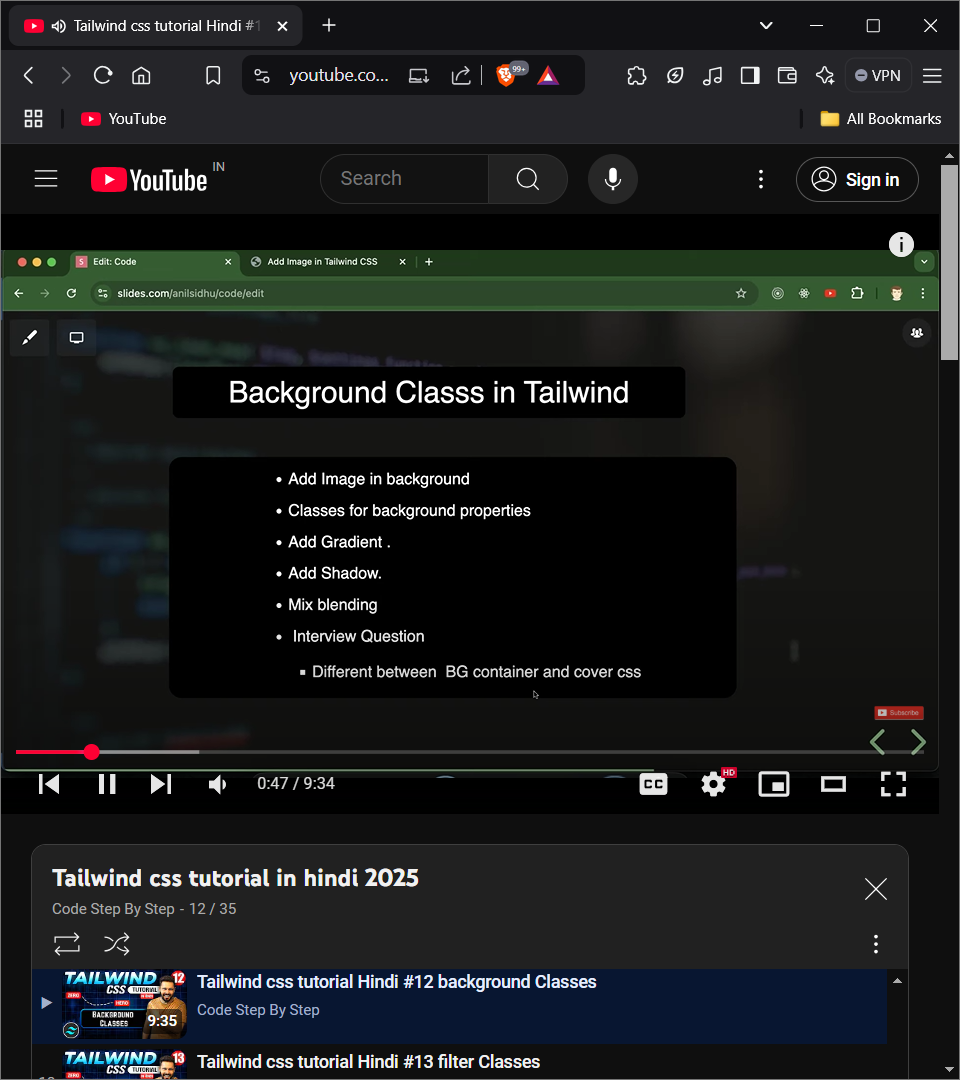 Tailwind css tutorial Hindi #1
youtube.co...
99+
VPN
YouTube
All Bookmarks
YouTube IN
Search
Sign in
Edit: Code
Add Image in Tailwind CSS
slides.com/anilsidhu/code/edit
Background Classs in Tailwind
Add Image in background
Classes for background properties
Add Gradient .
Add Shadow.
Mix blending
Interview Question
Different between BG container and cover css
Subscribe
0:47 / 9:34
CC
HD
Tailwind css tutorial in hindi 2025
Code Step By Step - 12 / 35
TAILWIND 12
CSS TUTORIAL
ZERO
HERO
BACKGROUND
CLASSES
9:35
Tailwind css tutorial Hindi #12 background Classes
Code Step By Step
TAILWIND 13
CSS TUTORIAL
Tailwind css tutorial Hindi #13 filter Classes